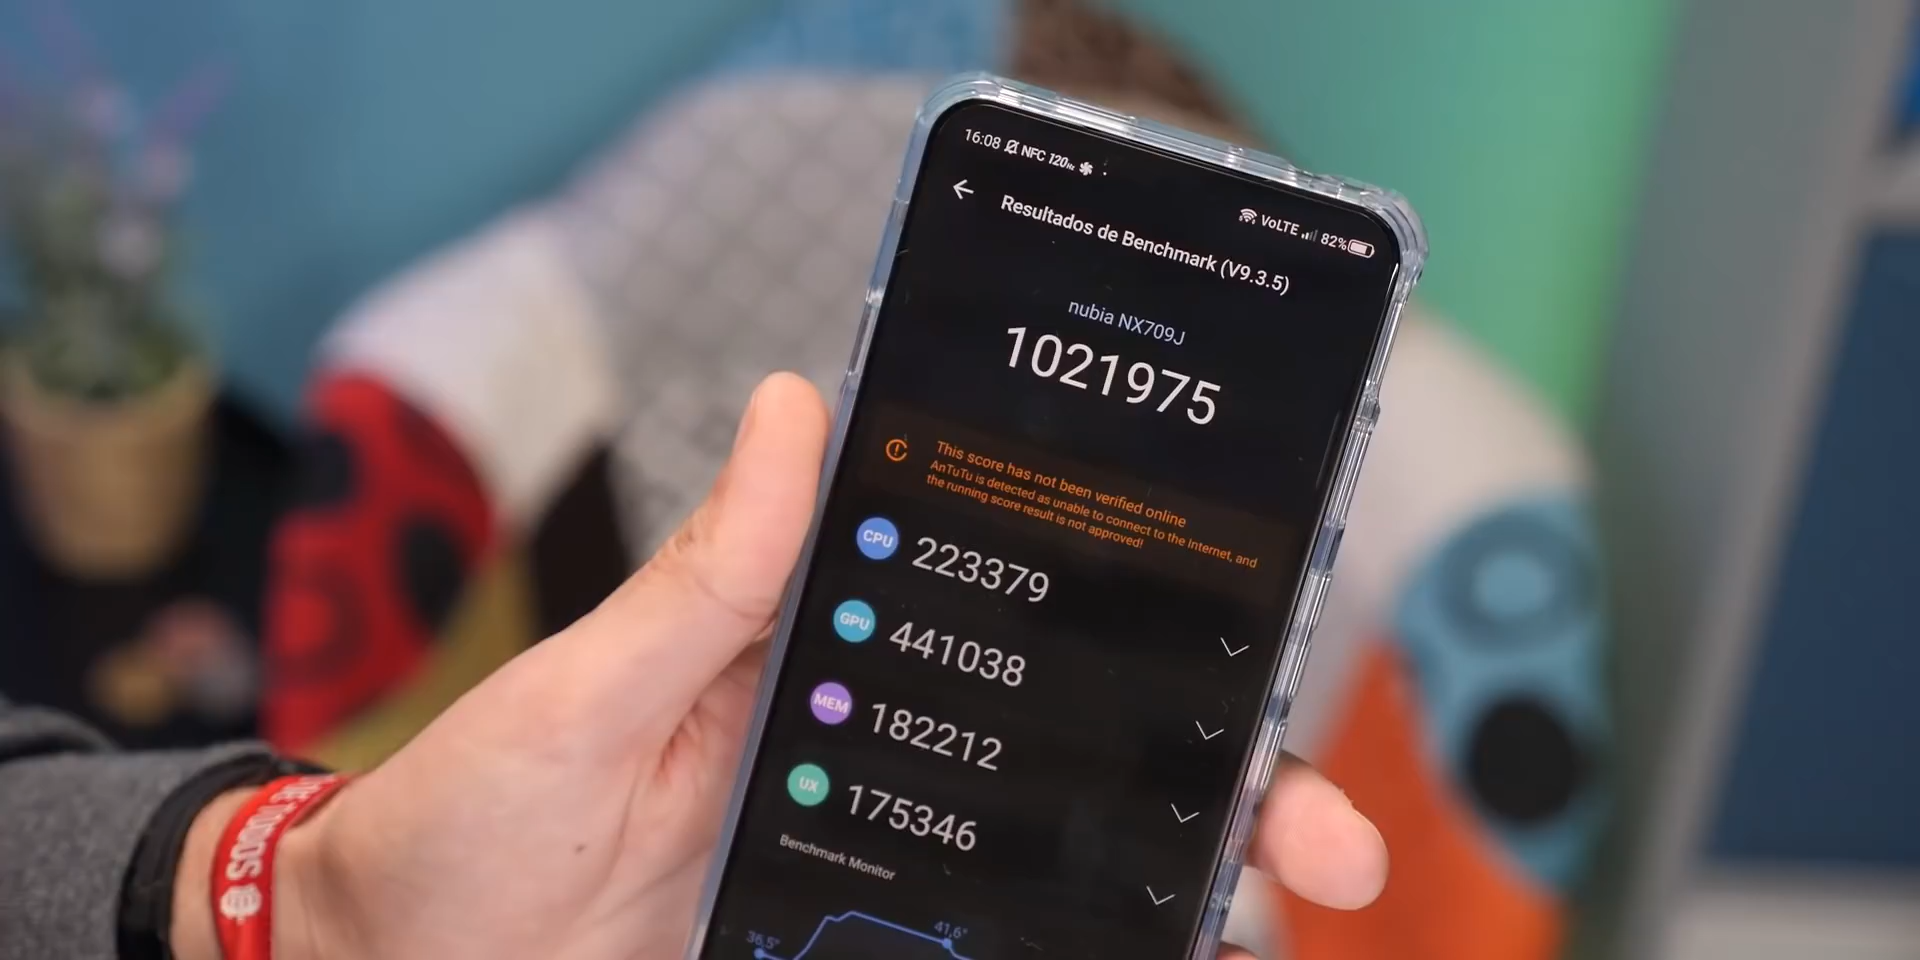 16:08 NFC 120Hz
VoLTE 82%
Resultados de Benchmark (V9.3.5)
nubia NX709J
1021975
This score has not been verified online
AnTuTu is detected as unable to connect to the internet, and
the running score result is not approved!
CPU 223379
GPU 441038
MEM 182212
UX 175346
Benchmark Monitor
36,5°
41,6°
DE TODOS